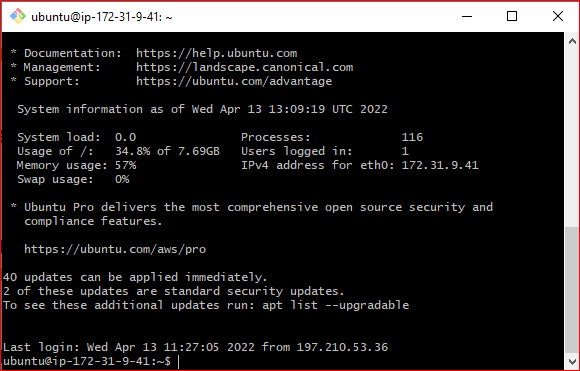 ubuntu@ip-172-31-9-41: ~
* Documentation:  https://help.ubuntu.com
* Management:     https://landscape.canonical.com
* Support:        https://ubuntu.com/advantage
System information as of Wed Apr 13 13:09:19 UTC 2022
System load:  0.0               Processes:             116
Usage of /:   34.8% of 7.69GB   Users logged in:       1
Memory usage: 57%               IPv4 address for eth0: 172.31.9.41
Swap usage:   0%
* Ubuntu Pro delivers the most comprehensive open source security and
compliance features.
https://ubuntu.com/aws/pro
40 updates can be applied immediately.
2 of these updates are standard security updates.
To see these additional updates run: apt list --upgradable
Last login: Wed Apr 13 11:27:05 2022 from 197.210.53.36
ubuntu@ip-172-31-9-41:~$